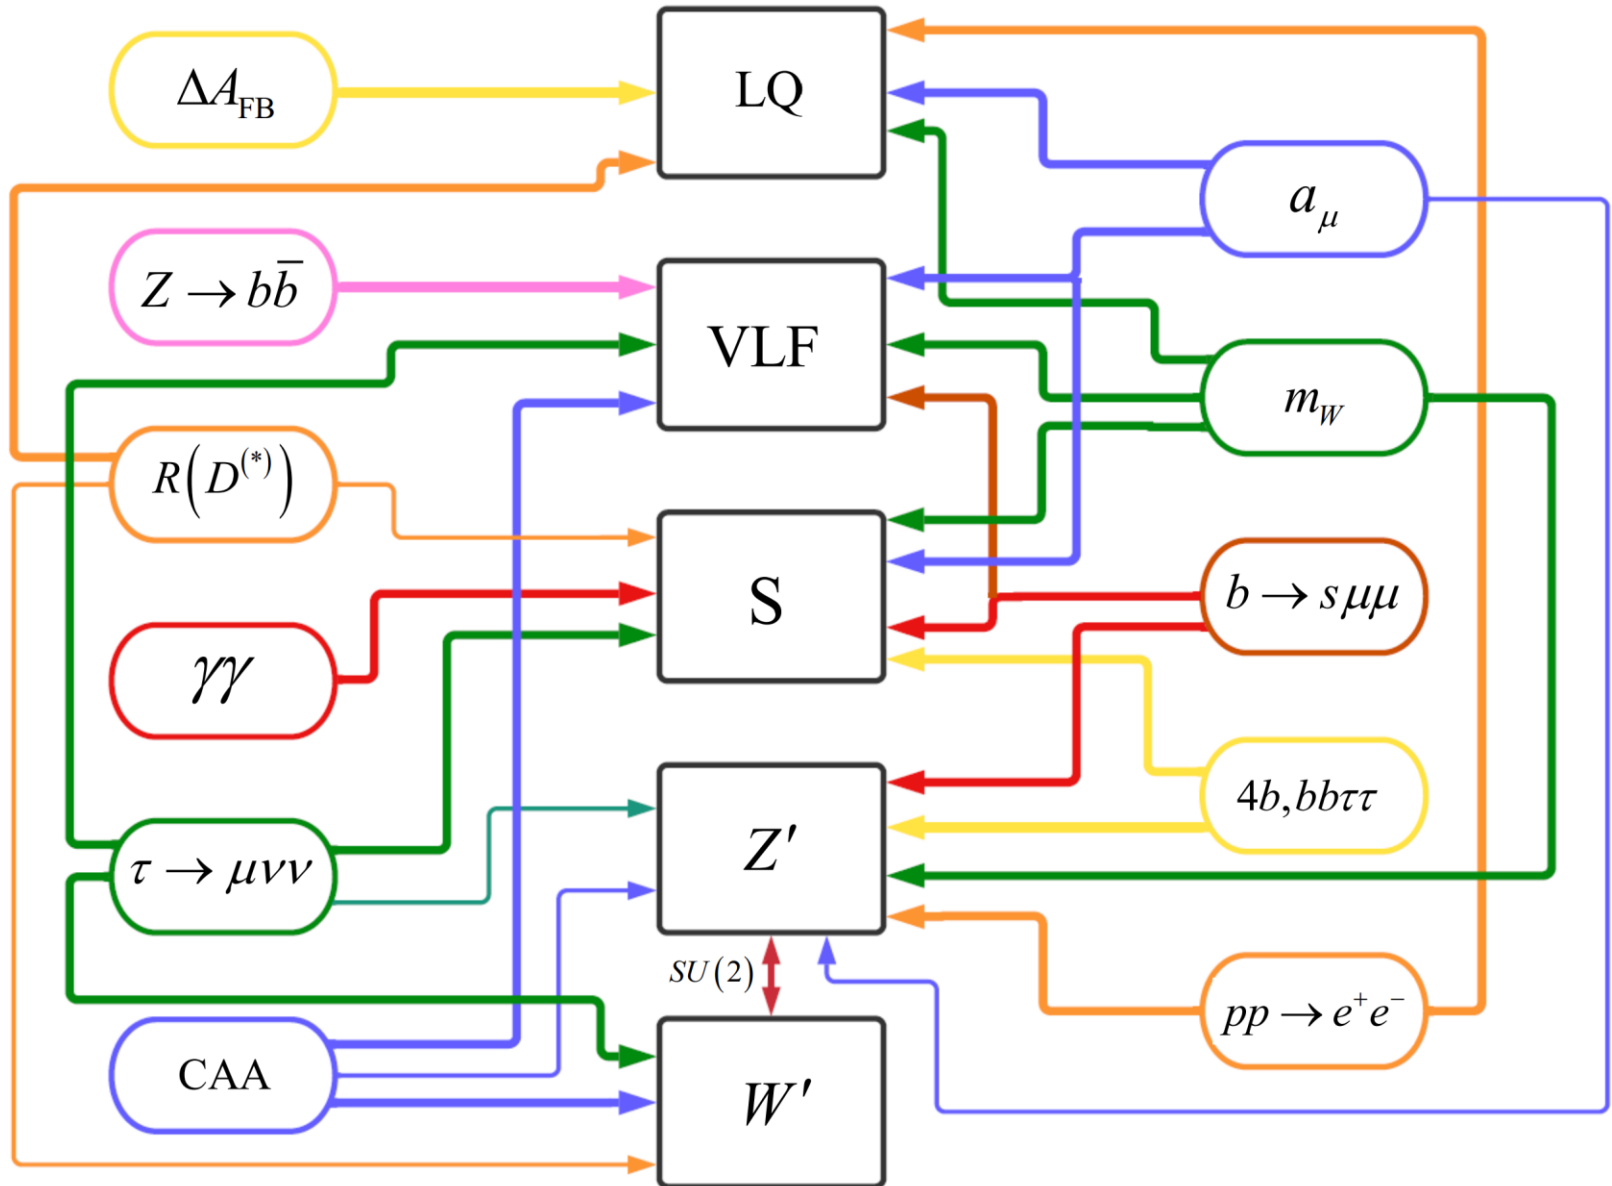 ΔA_FB
LQ
a_μ
Z → bb̄
VLF
m_W
R(D^(*))
S
b → sμμ
γγ
4b, bbττ
τ → μνν
Z′
SU(2)
pp → e⁺e⁻
CAA
W′